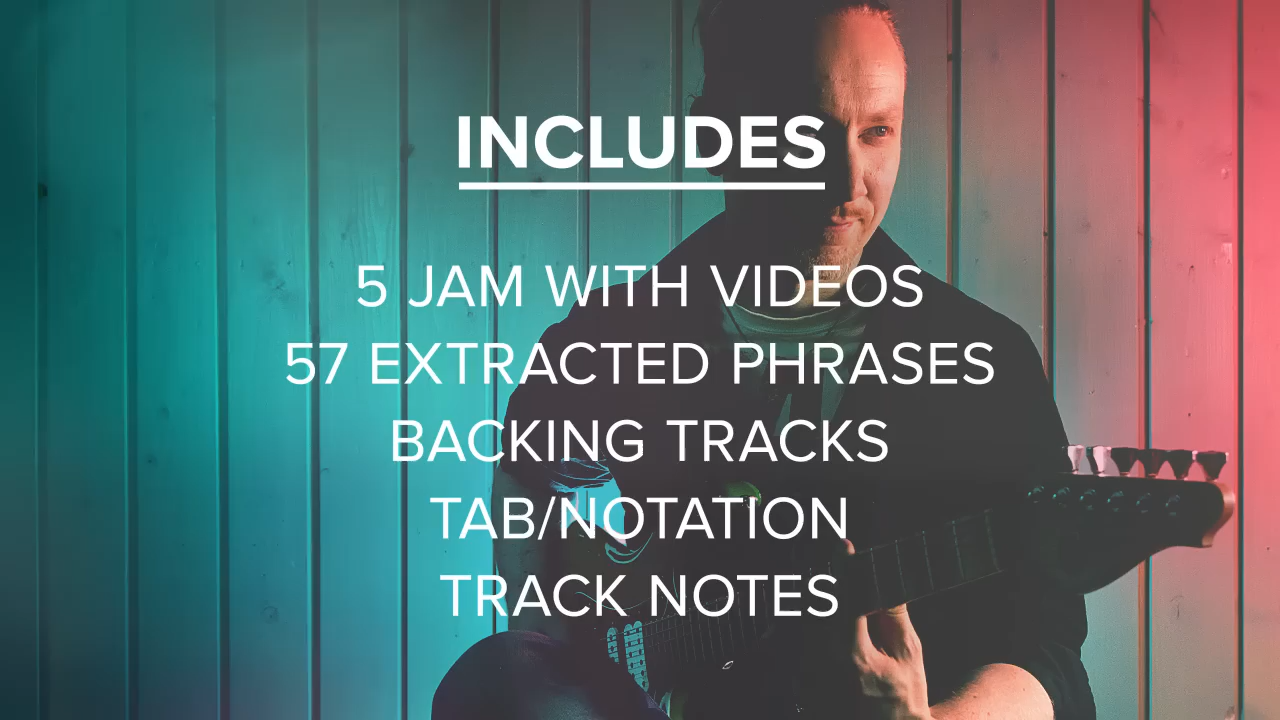 INCLUDES
5 JAM WITH VIDEOS
57 EXTRACTED PHRASES
BACKING TRACKS
TAB/NOTATION
TRACK NOTES